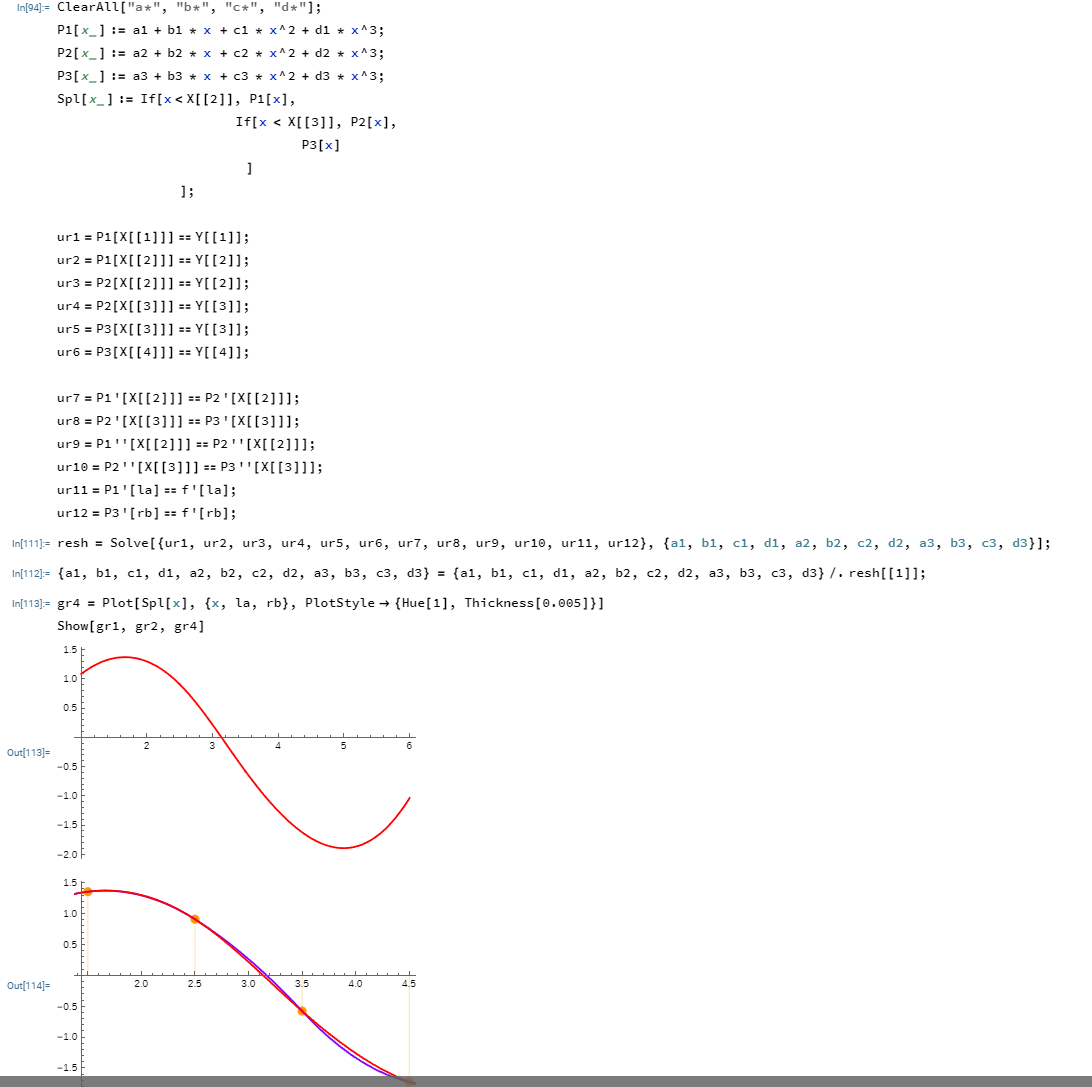 In[94]:= ClearAll["a*", "b*", "c*", "d*"];
P1[x_] := a1 + b1 * x + c1 * x^2 + d1 * x^3;
P2[x_] := a2 + b2 * x + c2 * x^2 + d2 * x^3;
P3[x_] := a3 + b3 * x + c3 * x^2 + d3 * x^3;
Spl[x_] := If[x < X[[2]], P1[x],
If[x < X[[3]], P2[x],
P3[x]
]
];
ur1 = P1[X[[1]]] == Y[[1]];
ur2 = P1[X[[2]]] == Y[[2]];
ur3 = P2[X[[2]]] == Y[[2]];
ur4 = P2[X[[3]]] == Y[[3]];
ur5 = P3[X[[3]]] == Y[[3]];
ur6 = P3[X[[4]]] == Y[[4]];
ur7 = P1'[X[[2]]] == P2'[X[[2]]];
ur8 = P2'[X[[3]]] == P3'[X[[3]]];
ur9 = P1''[X[[2]]] == P2''[X[[2]]];
ur10 = P2''[X[[3]]] == P3''[X[[3]]];
ur11 = P1'[la] == f'[la];
ur12 = P3'[rb] == f'[rb];
In[111]:= resh = Solve[{ur1, ur2, ur3, ur4, ur5, ur6, ur7, ur8, ur9, ur10, ur11, ur12}, {a1, b1, c1, d1, a2, b2, c2, d2, a3, b3, c3, d3}];
In[112]:= {a1, b1, c1, d1, a2, b2, c2, d2, a3, b3, c3, d3} = {a1, b1, c1, d1, a2, b2, c2, d2, a3, b3, c3, d3} /. resh[[1]];
In[113]:= gr4 = Plot[Spl[x], {x, la, rb}, PlotStyle → {Hue[1], Thickness[0.005]}]
Show[gr1, gr2, gr4]
1.5
1.0
0.5
2 3 4 5 6
Out[113]=
-0.5
-1.0
-1.5
-2.0
1.5
1.0
0.5
2.0 2.5 3.0 3.5 4.0 4.5
Out[114]=
-0.5
-1.0
-1.5